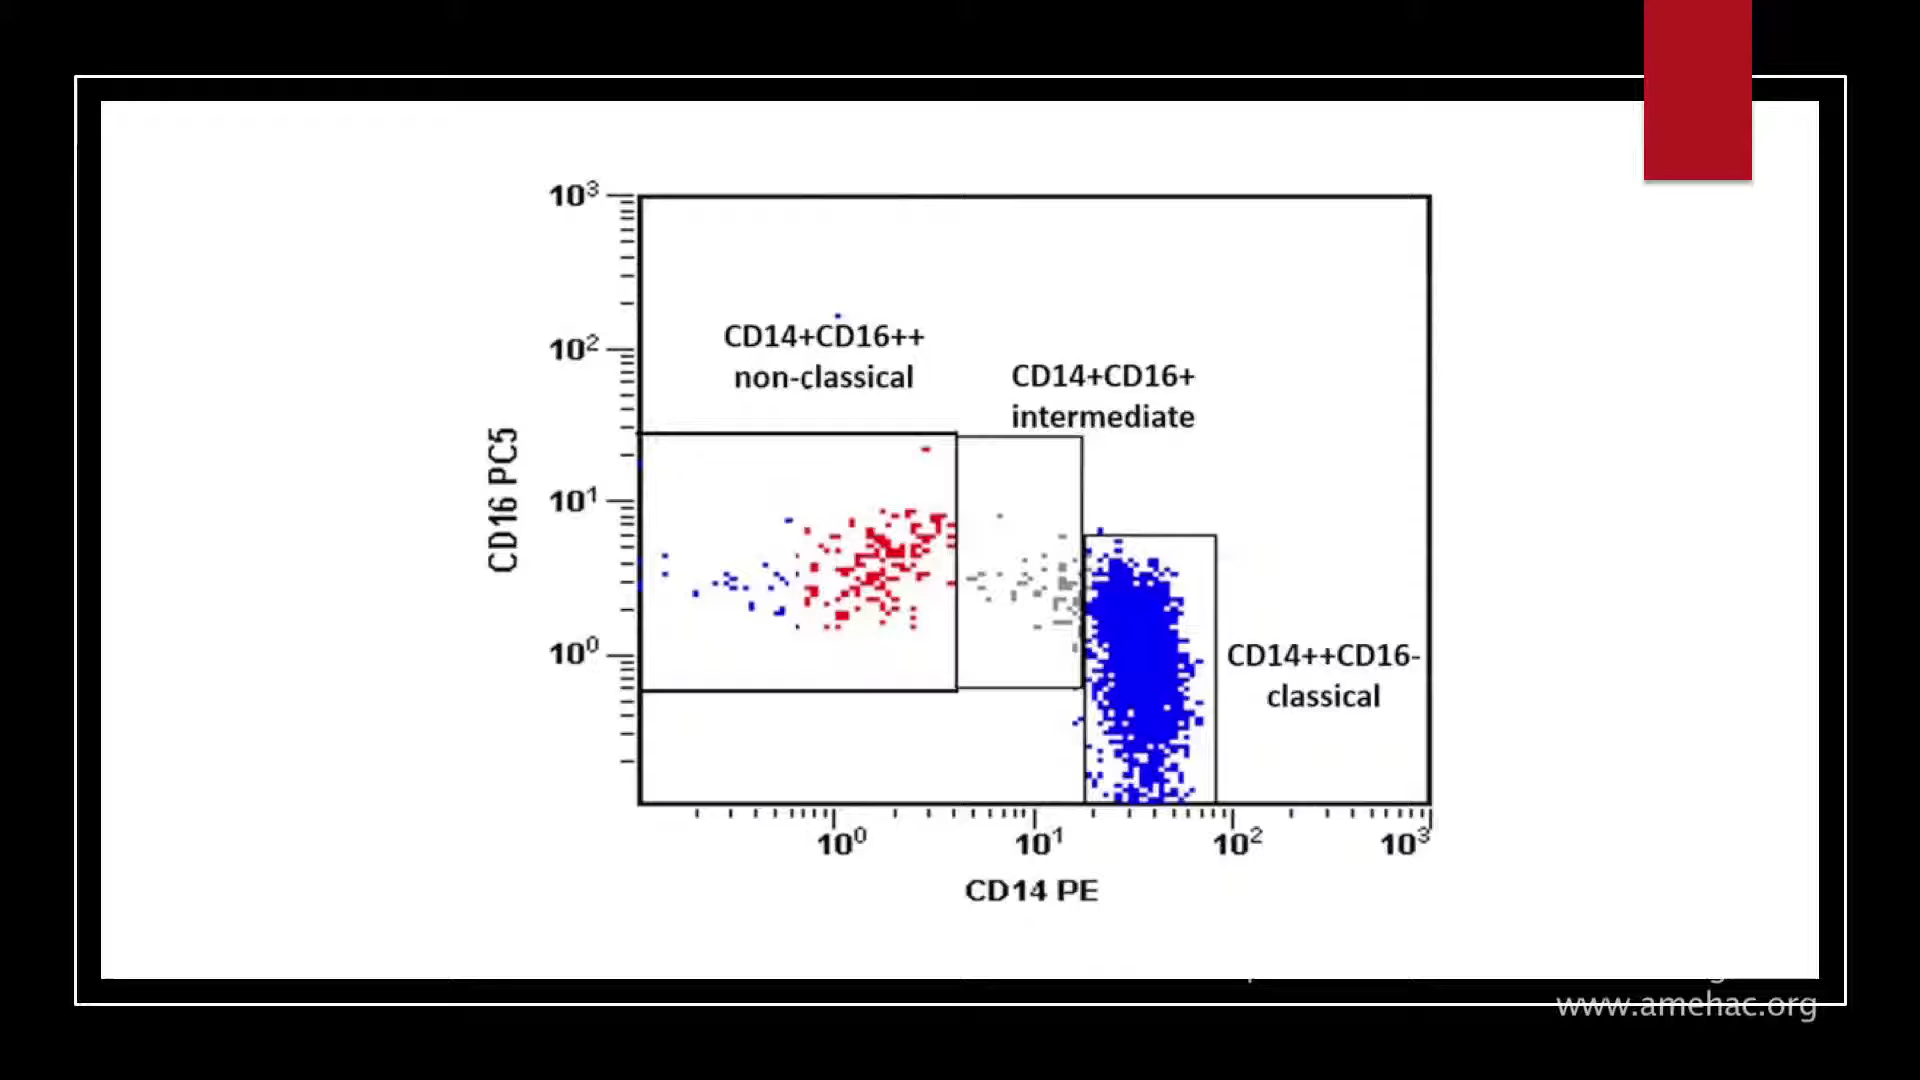 10³
CD14+CD16++
non-classical
10²
CD14+CD16+
intermediate
CD16 PC5
10¹
10⁰
CD14++CD16-
classical
10⁰ 10¹ 10² 10³
CD14 PE
www.amehac.org